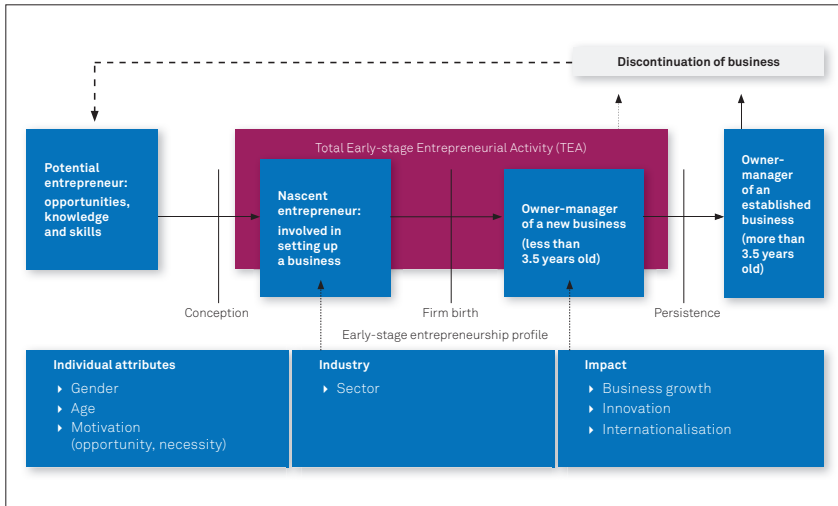 Discontinuation of business
Total Early-stage Entrepreneurial Activity (TEA)
Potential
entrepreneur:
opportunities,
knowledge
and skills
Nascent
entrepreneur:
involved in
setting up
a business
Owner-manager
of a new business
(less than
3.5 years old)
Owner-
manager
of an
established
business
(more than
3.5 years
old)
Conception
Firm birth
Persistence
Early-stage entrepreneurship profile
Individual attributes
Gender
Age
Motivation
(opportunity, necessity)
Industry
Sector
Impact
Business growth
Innovation
Internationalisation